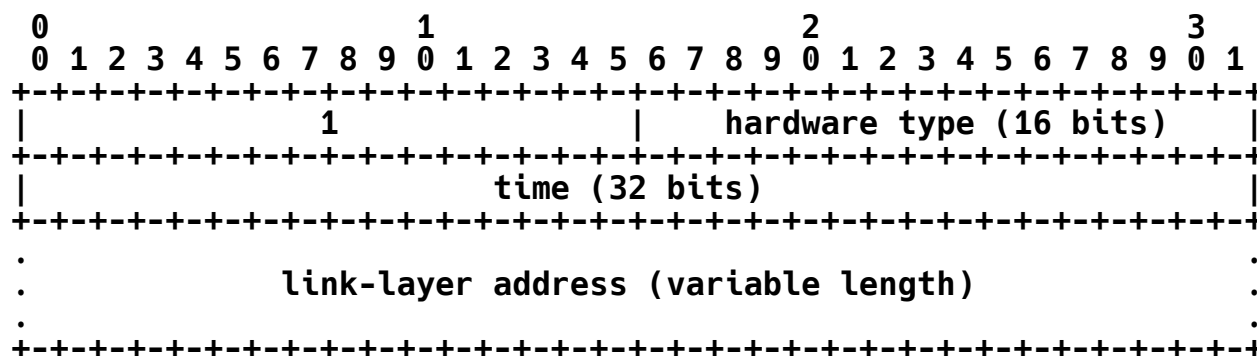 0                   1                   2                   3
 0 1 2 3 4 5 6 7 8 9 0 1 2 3 4 5 6 7 8 9 0 1 2 3 4 5 6 7 8 9 0 1
+-+-+-+-+-+-+-+-+-+-+-+-+-+-+-+-+-+-+-+-+-+-+-+-+-+-+-+-+-+-+-+-+
|               1               |    hardware type (16 bits)    |
+-+-+-+-+-+-+-+-+-+-+-+-+-+-+-+-+-+-+-+-+-+-+-+-+-+-+-+-+-+-+-+-+
|                        time (32 bits)                         |
+-+-+-+-+-+-+-+-+-+-+-+-+-+-+-+-+-+-+-+-+-+-+-+-+-+-+-+-+-+-+-+-+
.                                                               .
.             link-layer address (variable length)              .
.                                                               .
+-+-+-+-+-+-+-+-+-+-+-+-+-+-+-+-+-+-+-+-+-+-+-+-+-+-+-+-+-+-+-+-+